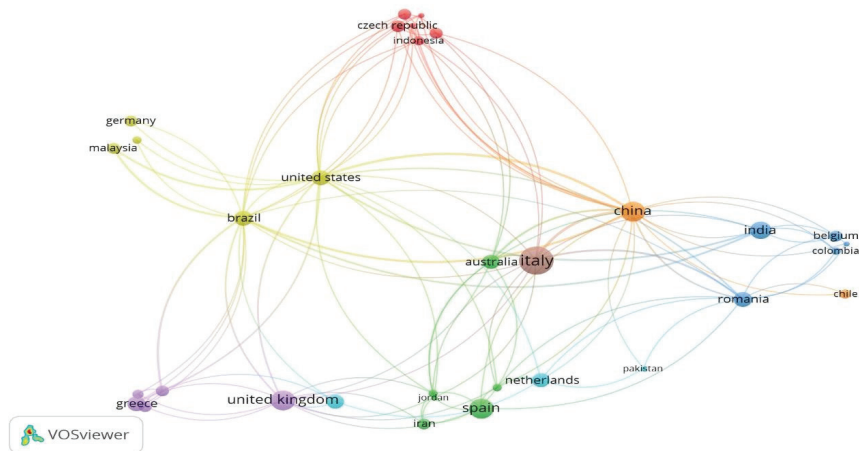 czech republic
indonesia
germany
malaysia
united states
brazil
china
india
belgium
colombia
australia
italy
romania
chile
pakistan
netherlands
greece
united kingdom
jordan
spain
iran
VOSviewer